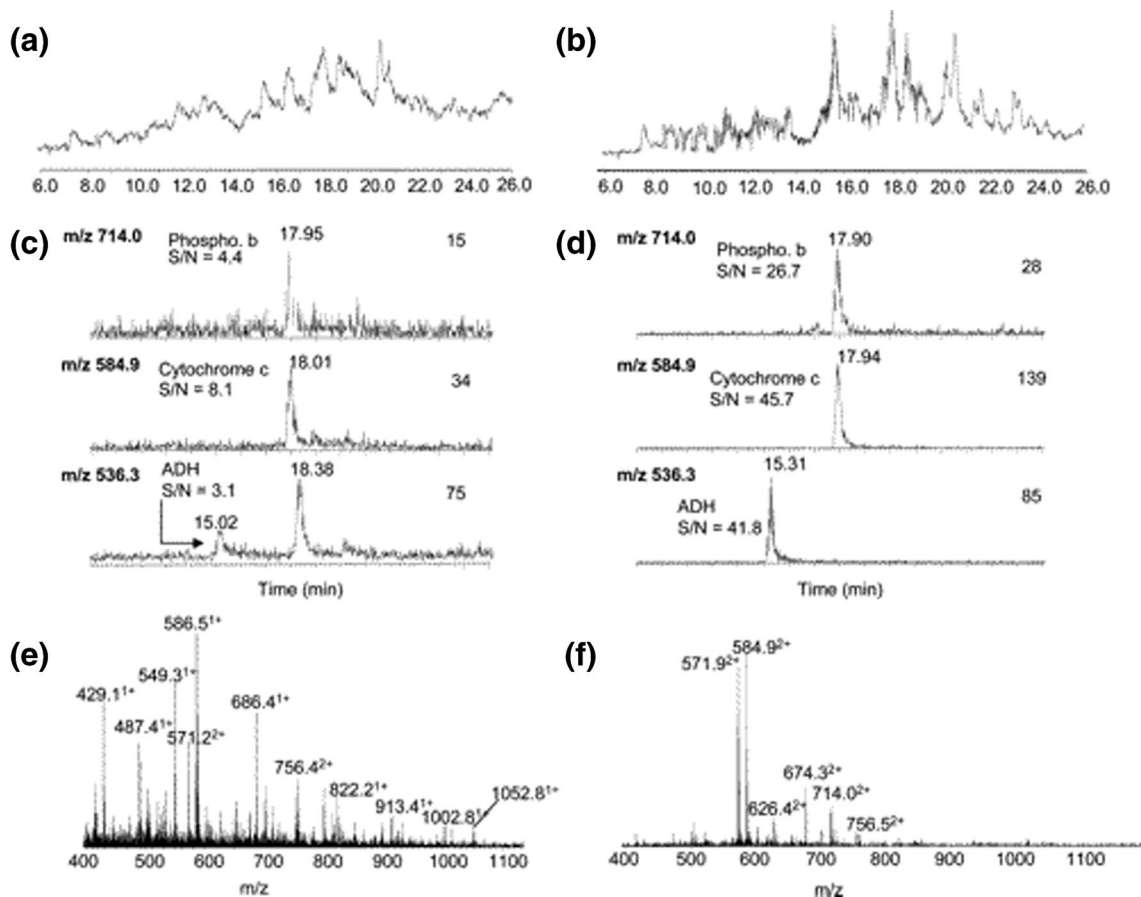 (a)
6.0 8.0 10.0 12.0 14.0 16.0 18.0 20.0 22.0 24.0 26.0
(b)
6.0 8.0 10.0 12.0 14.0 16.0 18.0 20.0 22.0 24.0 26.0
(c)
m/z 714.0
Phospho. b
S/N = 4.4
17.95
15
m/z 584.9
Cytochrome c
S/N = 8.1
18.01
34
m/z 536.3
ADH
S/N = 3.1
15.02
18.38
75
Time (min)
(d)
m/z 714.0
Phospho. b
S/N = 26.7
17.90
28
m/z 584.9
Cytochrome c
S/N = 45.7
17.94
139
m/z 536.3
ADH
S/N = 41.8
15.31
85
Time (min)
(e)
586.5¹⁺
549.3¹⁺
429.1¹⁺
487.4¹⁺
571.2²⁺
686.4¹⁺
756.4²⁺
822.2¹⁺
913.4¹⁺
1002.8¹⁺
1052.8¹⁺
400 500 600 700 800 900 1000 1100
m/z
(f)
571.9²⁺
584.9²⁺
674.3²⁺
626.4²⁺
714.0²⁺
756.5²⁺
400 500 600 700 800 900 1000 1100
m/z